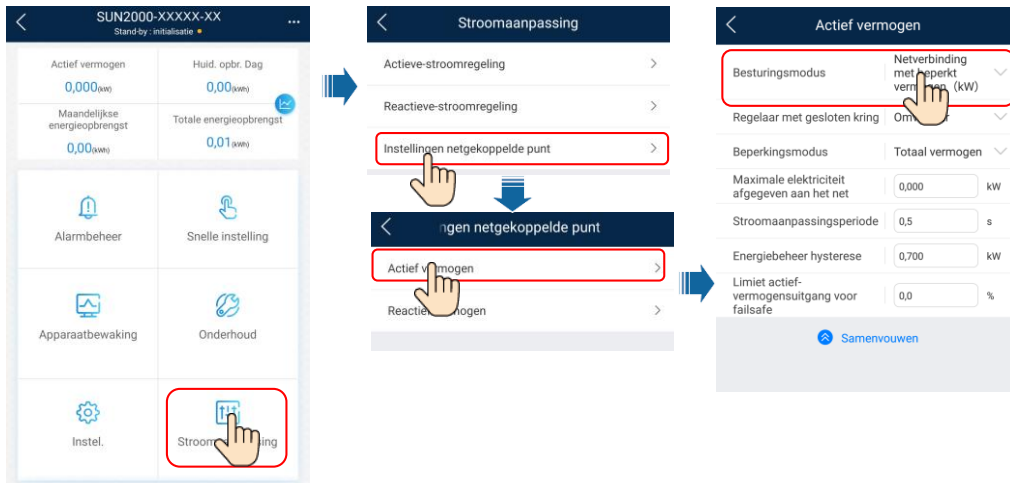 SUN2000-XXXXX-XX
Stand-by : initialisatie
Actief vermogen
0,000(kW)
Huid. opbr. Dag
0,00(kWh)
Maandelijkse
energieopbrengst
0,00(kWh)
Totale energieopbrengst
0,01(kWh)
Alarmbeheer
Snelle instelling
Apparaatbewaking
Onderhoud
Instel.
Stroomaanpassing
Stroomaanpassing
Actieve-stroomregeling
Reactieve-stroomregeling
Instellingen netgekoppelde punt
ngen netgekoppelde punt
Actief vermogen
Reactief vermogen
Actief vermogen
Besturingsmodus
Netverbinding
met beperkt
vermogen (kW)
Regelaar met gesloten kring
Beperkingsmodus
Totaal vermogen
Maximale elektriciteit
afgegeven aan het net
0,000
kW
Stroomaanpassingsperiode
0,5
s
Energiebeheer hysterese
0,700
kW
Limiet actief-
vermogensuitgang voor
failsafe
0,0
%
Samenvouwen